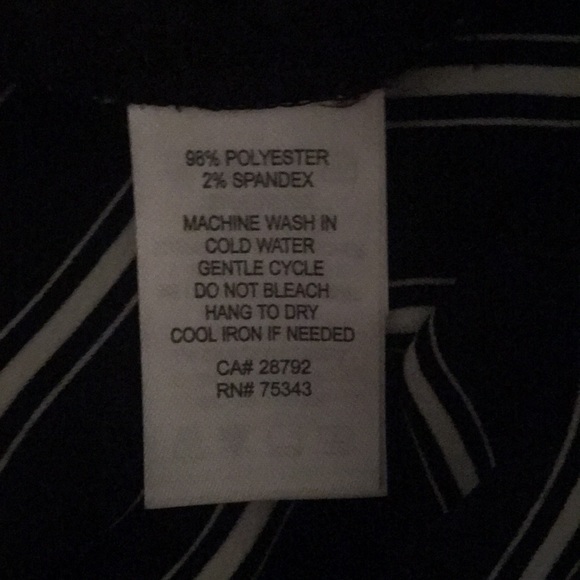 98% POLYESTER
2% SPANDEX
MACHINE WASH IN
COLD WATER
GENTLE CYCLE
DO NOT BLEACH
HANG TO DRY
COOL IRON IF NEEDED
CA# 28792
RN# 75343